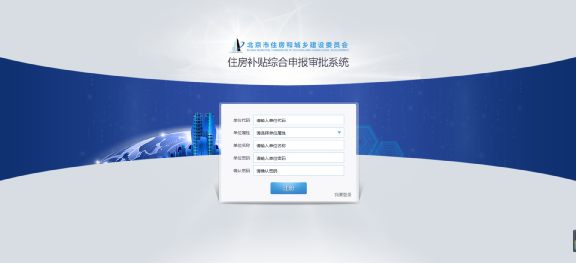 北京市住房和城乡建设委员会
住房补贴综合申报审批系统
单位代码 请输入单位代码
单位属性 请选择单位属性
单位名称 请输入单位名称
单位密码 请输入单位密码
确认密码 请确认密码
注册